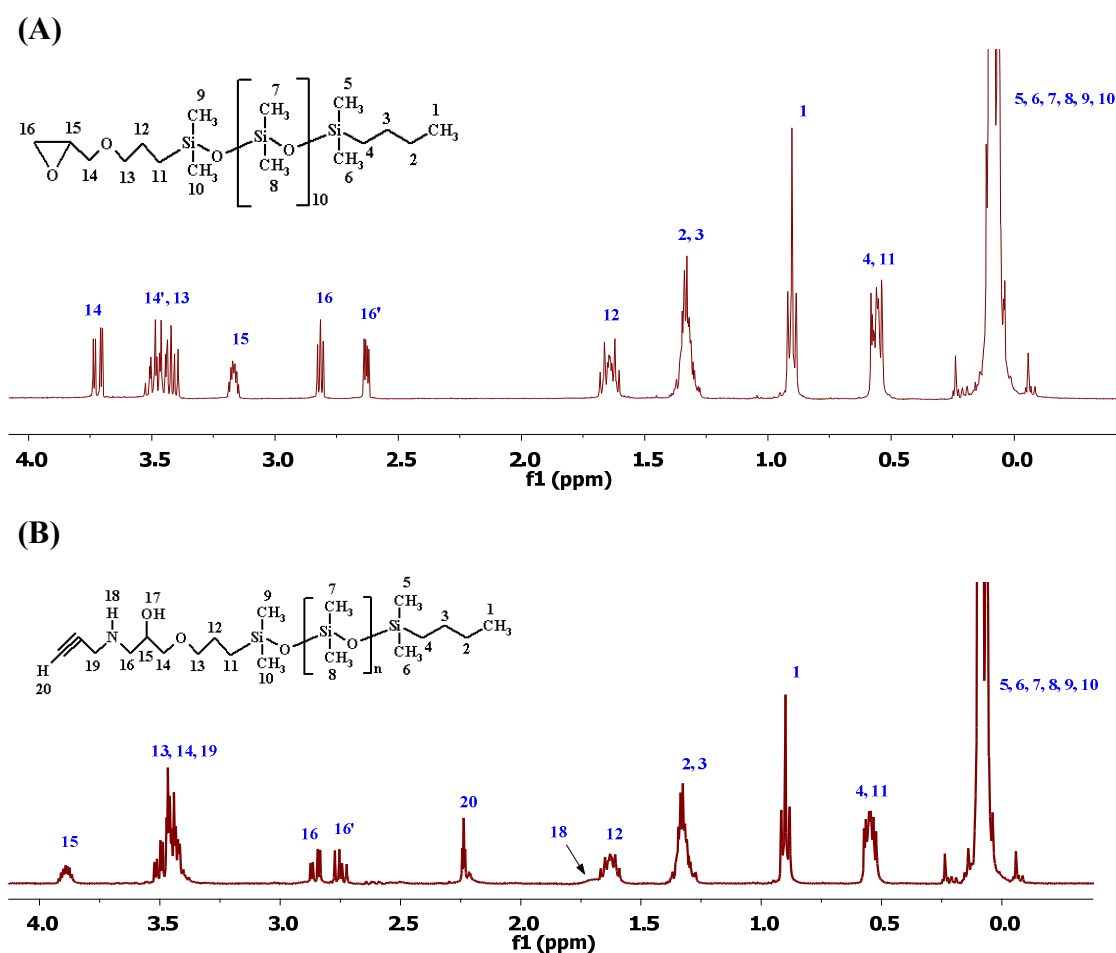 (A)
9
CH₃
7
CH₃
5
CH₃
1
CH₃
16
15
12
3
Si
Si
Si
O
O
O
O
4
2
14
13
11
CH₃
10
CH₃
8
CH₃
6
10
14
14', 13
15
16
16'
12
2, 3
1
4, 11
5, 6, 7, 8, 9, 10
4.0 3.5 3.0 2.5 2.0 1.5 1.0 0.5 0.0
f1 (ppm)
(B)
18
H
17
OH
9
CH₃
7
CH₃
5
CH₃
1
CH₃
12
3
N
O
Si
O
Si
O
Si
H
20
19
16
15
14
13
11
4
2
CH₃
10
CH₃
8
CH₃
6
n
15
13, 14, 19
16
16'
20
18
12
2, 3
1
4, 11
5, 6, 7, 8, 9, 10
4.0 3.5 3.0 2.5 2.0 1.5 1.0 0.5 0.0
f1 (ppm)